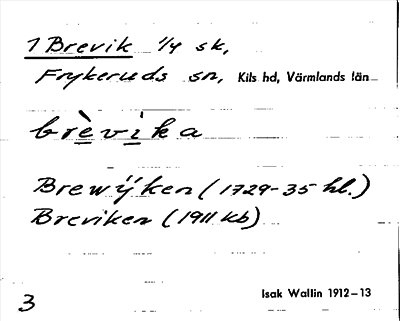 1 Brevik 1/4 sk,
Frykeruds sn, Kils hd, Värmlands län
brèvìka
Brewÿken (1729-35 hl.)
Breviken (1911 kb)
Isak Wallin 1912-13
3